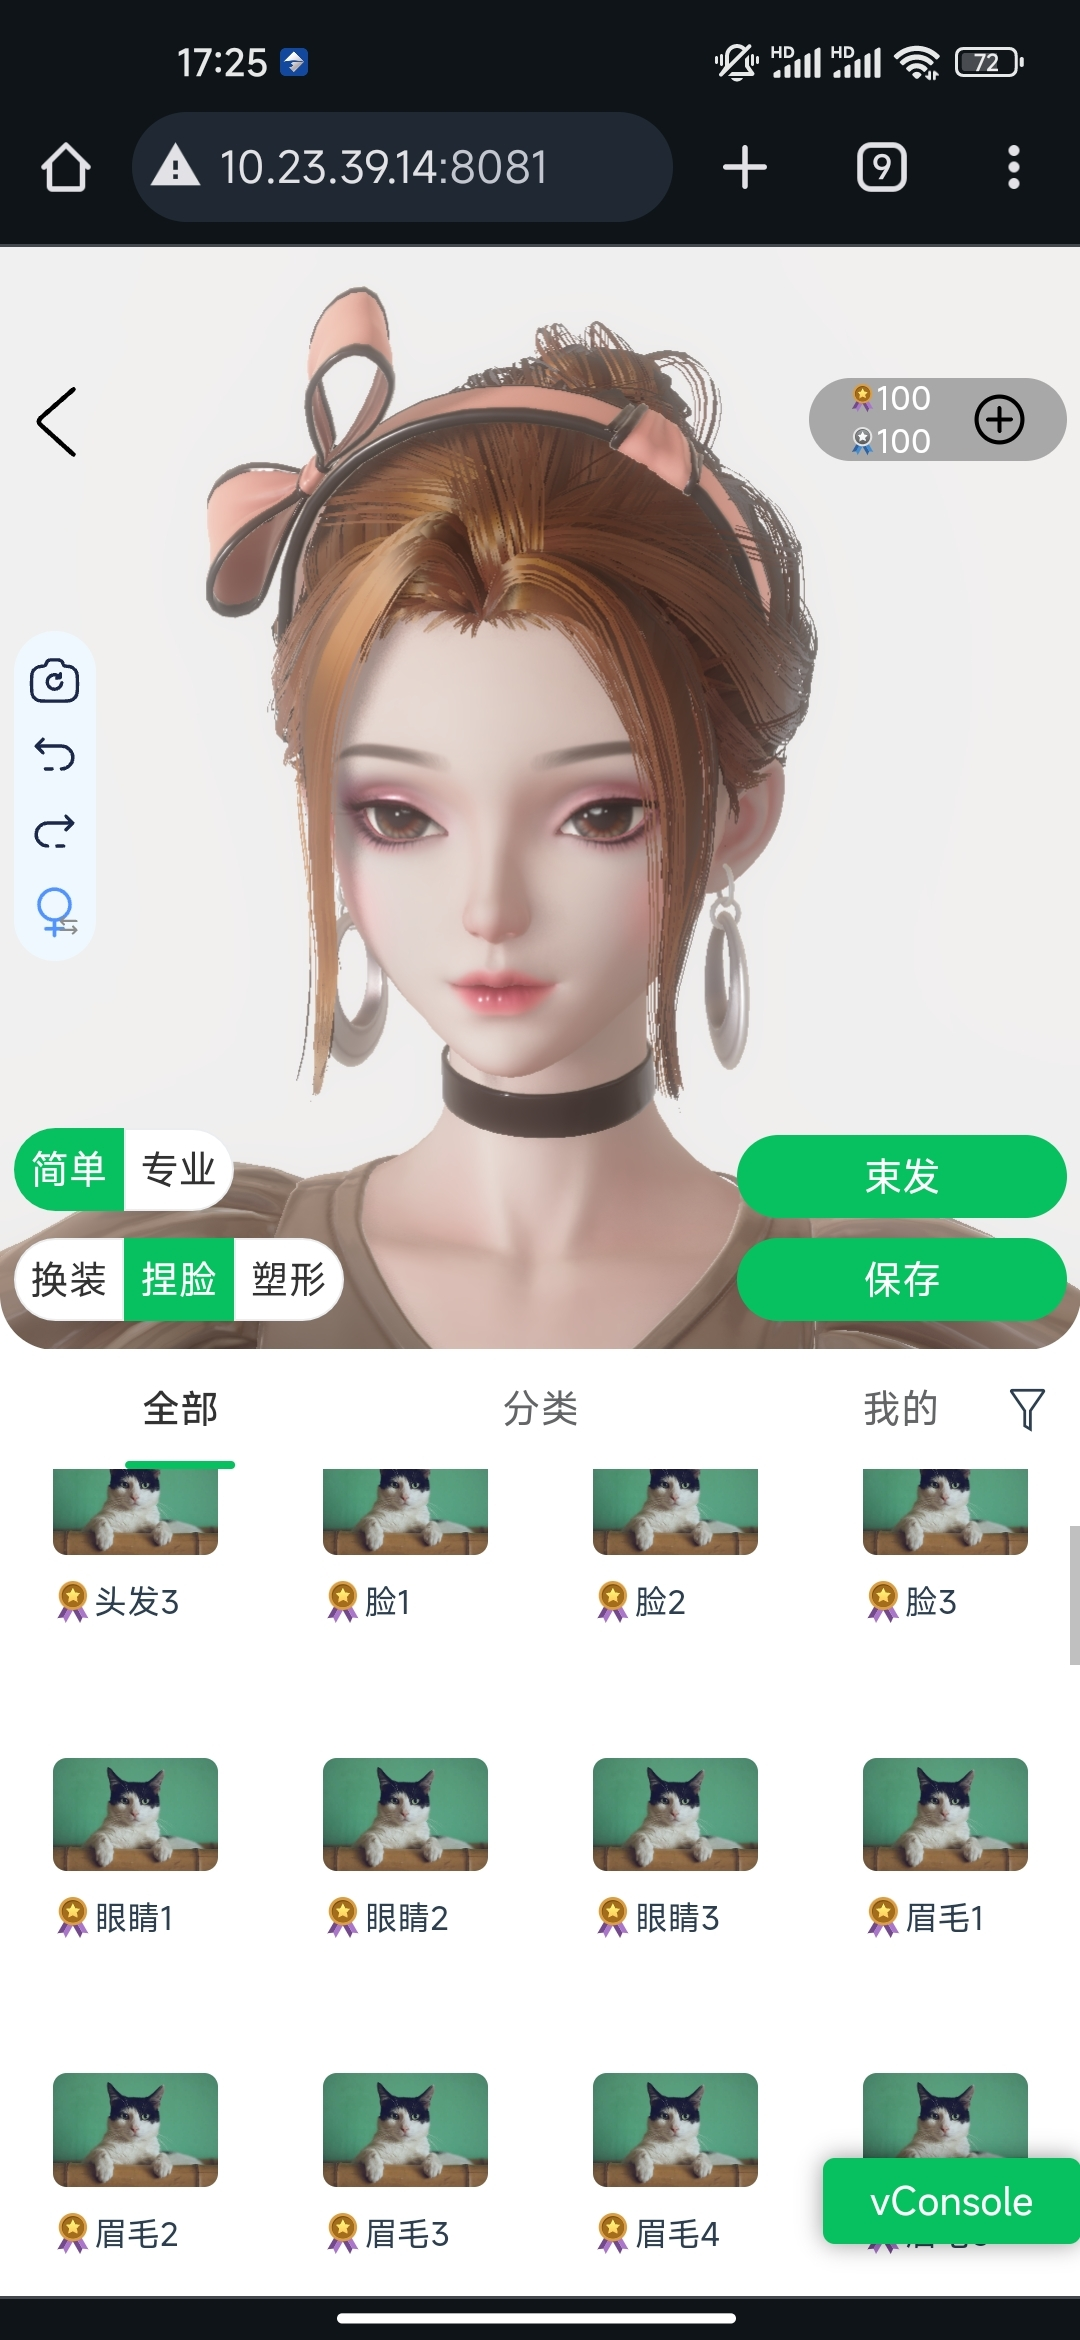 17:25
HD HD 72
10.23.39.14:8081
9
100
100
简单 专业
束发
换装 捏脸 塑形
保存
全部 分类 我的
头发3 脸1 脸2 脸3
眼睛1 眼睛2 眼睛3 眉毛1
眉毛2 眉毛3 眉毛4
vConsole